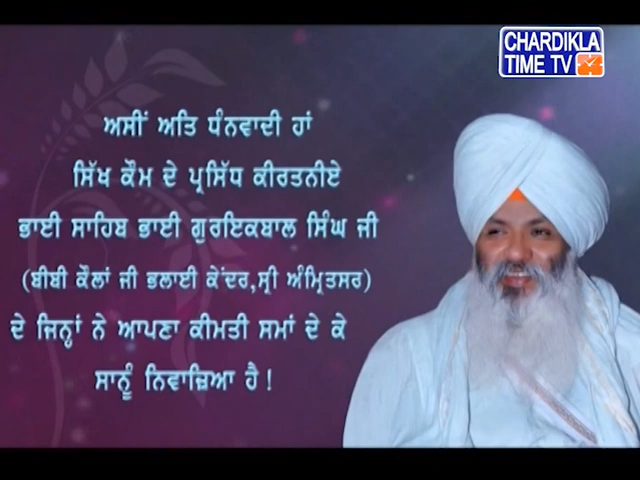 CHARDIKLA
TIME TV
ਅਸੀਂ ਅਤਿ ਧੰਨਵਾਦੀ ਹਾਂ
ਸਿੱਖ ਕੌਮ ਦੇ ਪ੍ਰਸਿੱਧ ਕੀਰਤਨੀਏ
ਭਾਈ ਸਾਹਿਬ ਭਾਈ ਗੁਰਇਕਬਾਲ ਸਿੰਘ ਜੀ
(ਬੀਬੀ ਕੌਲਾਂ ਜੀ ਭਲਾਈ ਕੇਂਦਰ,ਸ੍ਰੀ ਅੰਮ੍ਰਿਤਸਰ)
ਦੇ ਜਿਨ੍ਹਾਂ ਨੇ ਆਪਣਾ ਕੀਮਤੀ ਸਮਾਂ ਦੇ ਕੇ
ਸਾਨੂੰ ਨਿਵਾਜ਼ਿਆ ਹੈ!